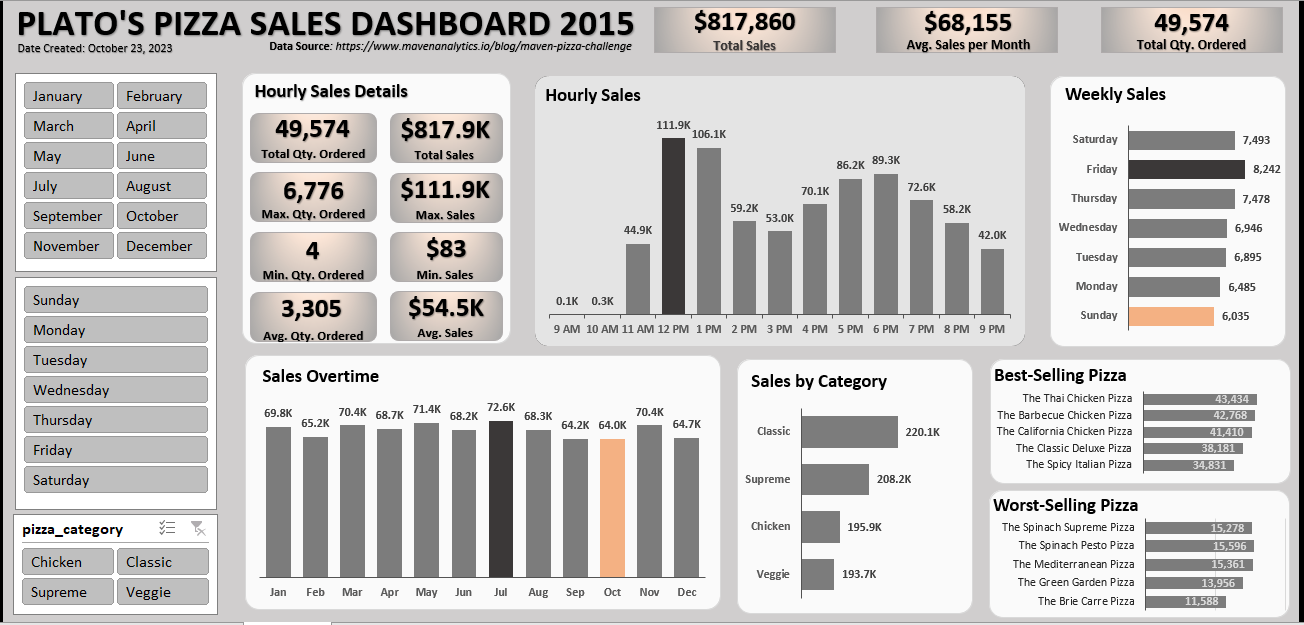 PLATO'S PIZZA SALES DASHBOARD 2015
Date Created: October 23, 2023
Data Source: https://www.mavenanalytics.io/blog/maven-pizza-challenge
$817,860
Total Sales
$68,155
Avg. Sales per Month
49,574
Total Qty. Ordered
January February
March April
May June
July August
September October
November December
Sunday
Monday
Tuesday
Wednesday
Thursday
Friday
Saturday
pizza_category
Chicken Classic
Supreme Veggie
Hourly Sales Details
49,574
Total Qty. Ordered
$817.9K
Total Sales
6,776
Max. Qty. Ordered
$111.9K
Max. Sales
4
Min. Qty. Ordered
$83
Min. Sales
3,305
Avg. Qty. Ordered
$54.5K
Avg. Sales
Hourly Sales
0.1K 0.3K 44.9K 111.9K 106.1K 59.2K 53.0K 70.1K 86.2K 89.3K 72.6K 58.2K 42.0K
9 AM 10 AM 11 AM 12 PM 1 PM 2 PM 3 PM 4 PM 5 PM 6 PM 7 PM 8 PM 9 PM
Weekly Sales
Saturday 7,493
Friday 8,242
Thursday 7,478
Wednesday 6,946
Tuesday 6,895
Monday 6,485
Sunday 6,035
Sales Overtime
69.8K 65.2K 70.4K 68.7K 71.4K 68.2K 72.6K 68.3K 64.2K 64.0K 70.4K 64.7K
Jan Feb Mar Apr May Jun Jul Aug Sep Oct Nov Dec
Sales by Category
Classic 220.1K
Supreme 208.2K
Chicken 195.9K
Veggie 193.7K
Best-Selling Pizza
The Thai Chicken Pizza 43,434
The Barbecue Chicken Pizza 42,768
The California Chicken Pizza 41,410
The Classic Deluxe Pizza 38,181
The Spicy Italian Pizza 34,831
Worst-Selling Pizza
The Spinach Supreme Pizza 15,278
The Spinach Pesto Pizza 15,596
The Mediterranean Pizza 15,361
The Green Garden Pizza 13,956
The Brie Carre Pizza 11,588